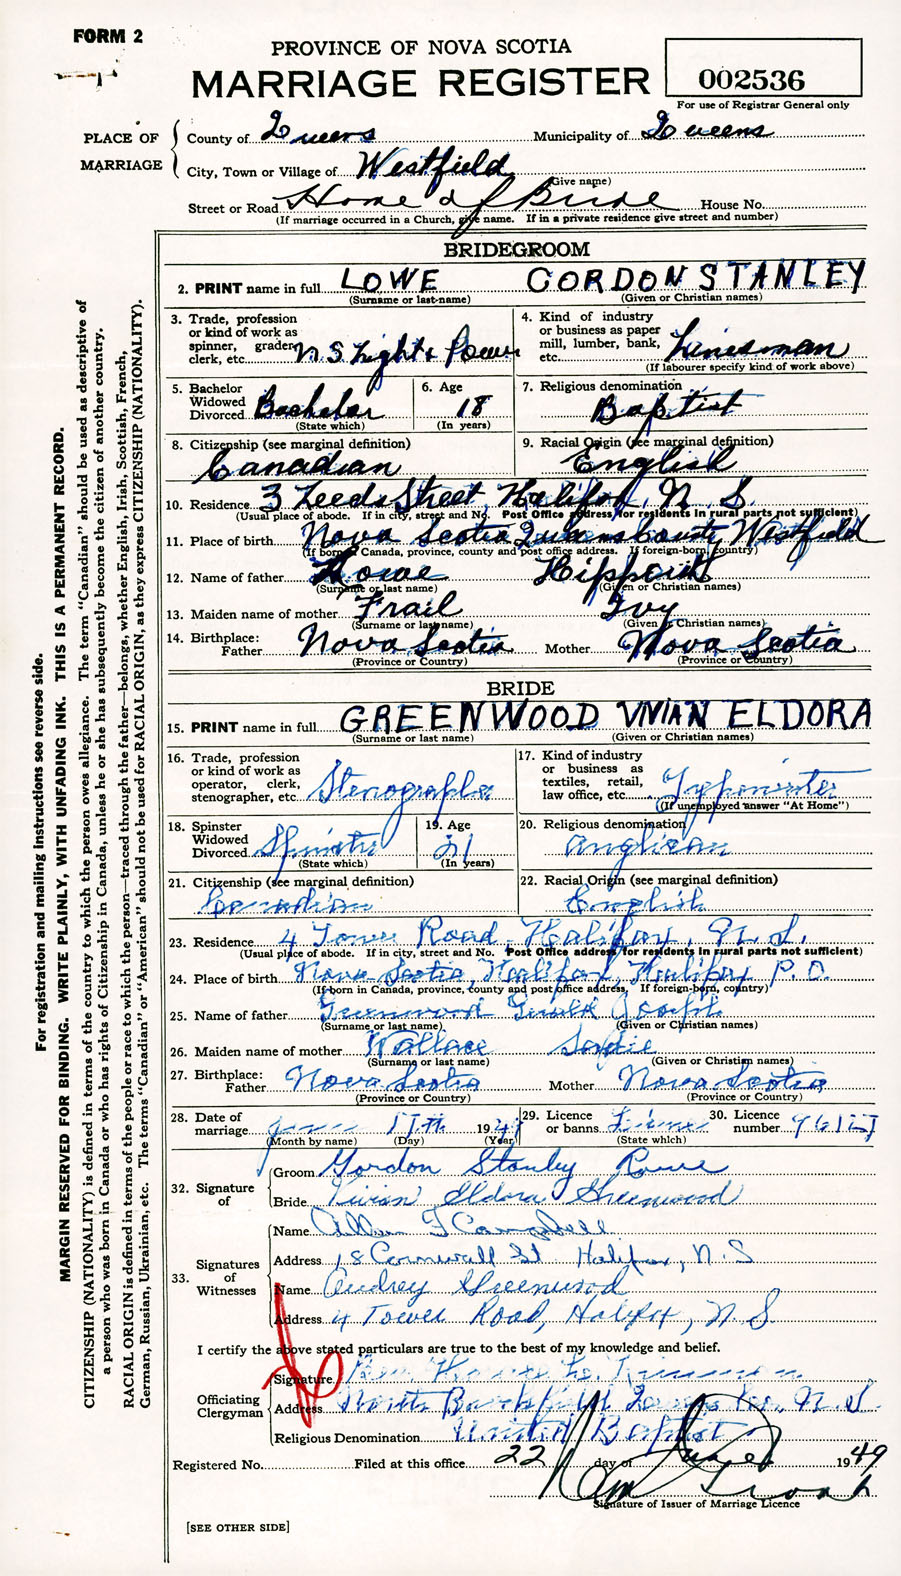 FORM 2
PROVINCE OF NOVA SCOTIA
MARRIAGE REGISTER
002536
For use of Registrar General only
PLACE OF MARRIAGE
County of Queens Municipality of Queens
City, Town or Village of Westfield
(Give name)
Street or Road Home of Bride House No.
(If marriage occurred in a Church, give name. If in a private residence give street and number)
BRIDEGROOM
2. PRINT name in full LOWE GORDON STANLEY
(Surname or last-name) (Given or Christian names)
3. Trade, profession or kind of work as spinner, grader, clerk, etc. N S Light & Power
4. Kind of industry or business as paper mill, lumber, bank, etc. Linesman
(If labourer specify kind of work above)
5. Bachelor Widowed Divorced Bachelor
(State which)
6. Age 18
(In years)
7. Religious denomination Baptist
8. Citizenship (see marginal definition) Canadian
9. Racial Origin (see marginal definition) English
10. Residence 3 Leeds Street, Halifax, N. S.
(Usual place of abode. If in city, street and No. Post Office address for residents in rural parts not sufficient)
11. Place of birth Nova Scotia Queens County Westfield
(If born in Canada, province, county and post office address. If foreign-born, country)
12. Name of father Lowe
(Surname or last name) (Given or Christian names)
13. Maiden name of mother Frail Ivy
(Surname or last name) (Given or Christian names)
14. Birthplace: Father Nova Scotia Mother Nova Scotia
(Province or Country) (Province or Country)
BRIDE
15. PRINT name in full GREENWOOD VIVIAN ELDORA
(Surname or last name) (Given or Christian names)
16. Trade, profession or kind of work as operator, clerk, stenographer, etc. Stenographer
17. Kind of industry or business as textiles, retail, law office, etc. Typewriter
(If unemployed answer "At Home")
18. Spinster Widowed Divorced Spinster
(State which)
19. Age 21
(In years)
20. Religious denomination Anglican
21. Citizenship (see marginal definition) Canadian
22. Racial Origin (see marginal definition) English
23. Residence 4 Tower Road, Halifax, N. S.
(Usual place of abode. If in city, street and No. Post Office address for residents in rural parts not sufficient)
24. Place of birth Nova Scotia, Halifax, Halifax P. O.
(If born in Canada, province, county and post office address. If foreign-born, country)
25. Name of father Greenwood Gerald Joseph
(Surname or last name) (Given or Christian names)
26. Maiden name of mother Wallace Sadie
(Surname or last name) (Given or Christian names)
27. Birthplace: Father Nova Scotia Mother Nova Scotia
(Province or Country) (Province or Country)
28. Date of marriage 17th 19
(Month by name) (Day) (Year)
29. Licence or banns License
(State which)
30. Licence number
32. Signature of
Groom Gordon Stanley Lowe
Bride Vivian Eldora Greenwood
33. Signatures of Witnesses
Name Allen F Campbell
Address 18 Cornwall St Halifax, N. S
Name Audrey Greenwood
Address 4 Tower Road, Halifax, N. S.
I certify the above stated particulars are true to the best of my knowledge and belief.
Officiating Clergyman
Signature Rev.
Address North Brookfield Queens Co. N. S.
Religious Denomination United Baptist
Registered No. Filed at this office 22 day of 1949
Signature of Issuer of Marriage Licence
[SEE OTHER SIDE]
For registration and mailing instructions see reverse side.
MARGIN RESERVED FOR BINDING. WRITE PLAINLY, WITH UNFADING INK. THIS IS A PERMANENT RECORD.
CITIZENSHIP (NATIONALITY) is defined in terms of the country to which the person owes allegiance. The term "Canadian" should be used as descriptive of
a person who was born in Canada or who has rights of Citizenship in Canada, unless he or she has subsequently become the citizen of another country.
RACIAL ORIGIN is defined in terms of the people or race to which the person—traced through the father—belongs, whether English, Irish, Scottish, French,
German, Russian, Ukrainian, etc. The terms "Canadian" or "American" should not be used for RACIAL ORIGIN, as they express CITIZENSHIP (NATIONALITY).